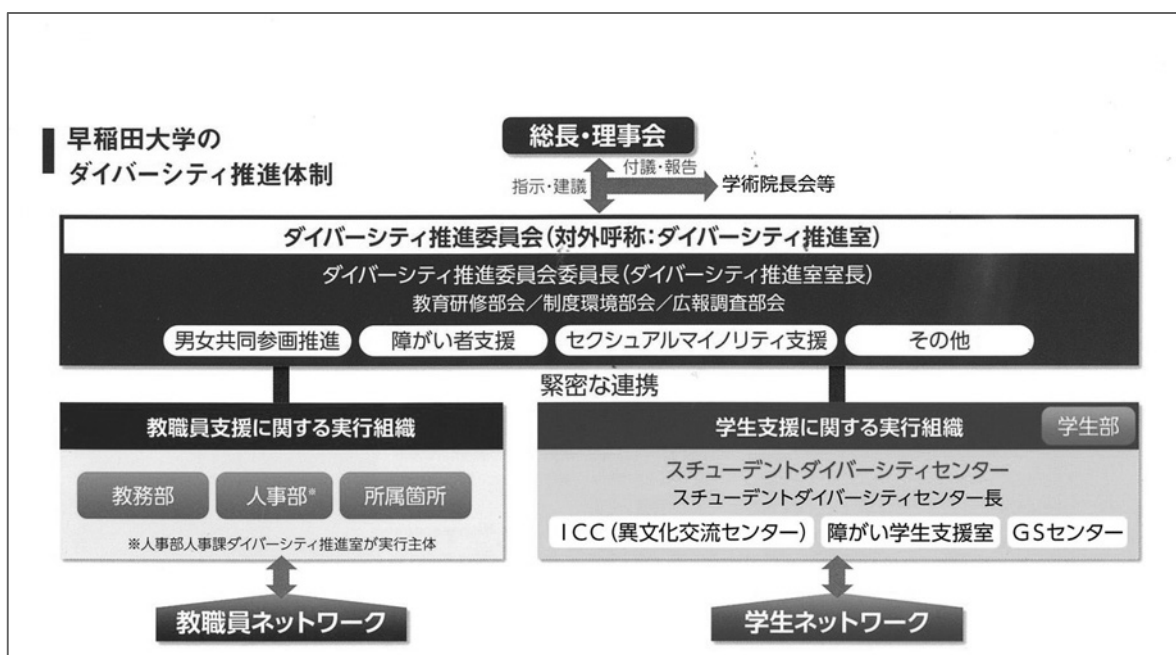 早稲田大学の
ダイバーシティ推進体制
総長・理事会
付議・報告
指示・建議
学術院長会等
ダイバーシティ推進委員会(対外呼称:ダイバーシティ推進室)
ダイバーシティ推進委員会委員長(ダイバーシティ推進室室長)
教育研修部会/制度環境部会/広報調査部会
男女共同参画推進
障がい者支援
セクシュアルマイノリティ支援
その他
緊密な連携
教職員支援に関する実行組織
教務部
人事部※
所属箇所
※人事部人事課ダイバーシティ推進室が実行主体
教職員ネットワーク
学生支援に関する実行組織
学生部
スチューデントダイバーシティセンター
スチューデントダイバーシティセンター長
ICC(異文化交流センター)
障がい学生支援室
GSセンター
学生ネットワーク